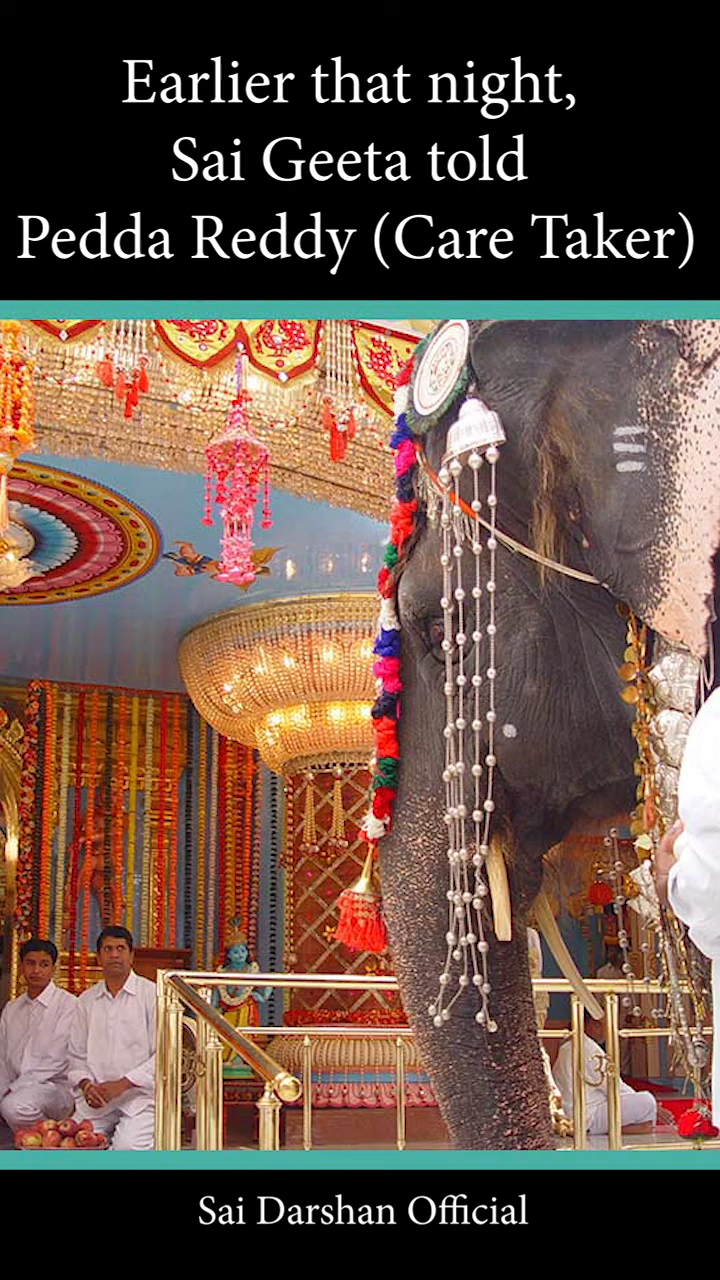 Earlier that night,
Sai Geeta told
Pedda Reddy (Care Taker)
Sai Darshan Official